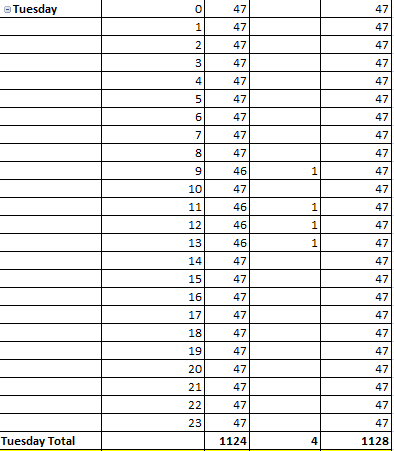 Tuesday 0 47 47
1 47 47
2 47 47
3 47 47
4 47 47
5 47 47
6 47 47
7 47 47
8 47 47
9 46 1 47
10 47 47
11 46 1 47
12 46 1 47
13 46 1 47
14 47 47
15 47 47
16 47 47
17 47 47
18 47 47
19 47 47
20 47 47
21 47 47
22 47 47
23 47 47
Tuesday Total 1124 4 1128